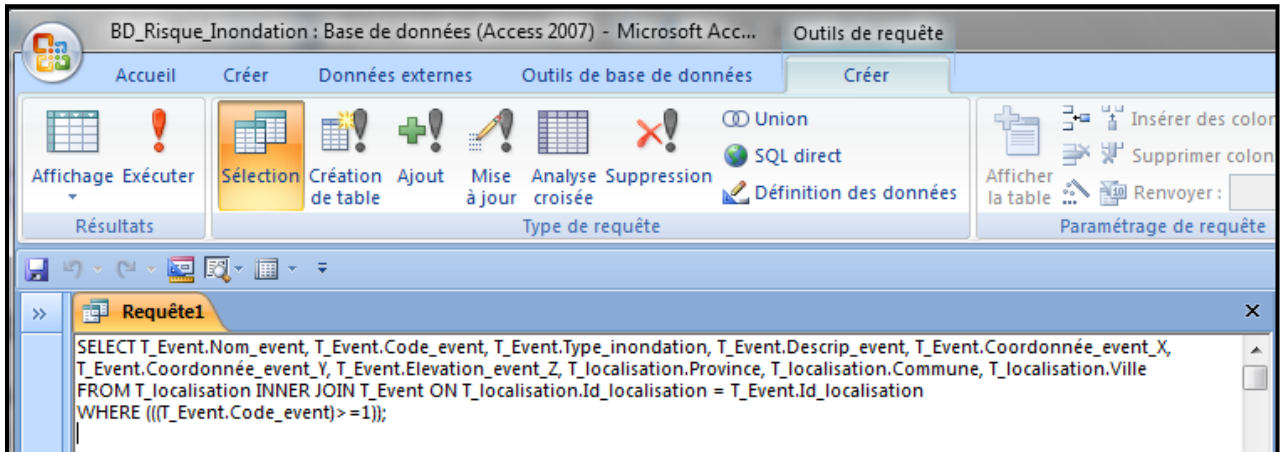 BD_Risque_Inondation : Base de données (Access 2007) - Microsoft Acc... Outils de requête
Accueil Créer Données externes Outils de base de données Créer
Affichage Exécuter Sélection Création de table Ajout Mise à jour Analyse croisée Suppression
Union
SQL direct
Définition des données
Afficher la table
Insérer des colon
Supprimer colon
Renvoyer :
Résultats Type de requête Paramétrage de requête
Requête1
SELECT T_Event.Nom_event, T_Event.Code_event, T_Event.Type_inondation, T_Event.Descrip_event, T_Event.Coordonnée_event_X,
T_Event.Coordonnée_event_Y, T_Event.Elevation_event_Z, T_localisation.Province, T_localisation.Commune, T_localisation.Ville
FROM T_localisation INNER JOIN T_Event ON T_localisation.Id_localisation = T_Event.Id_localisation
WHERE (((T_Event.Code_event)>=1));